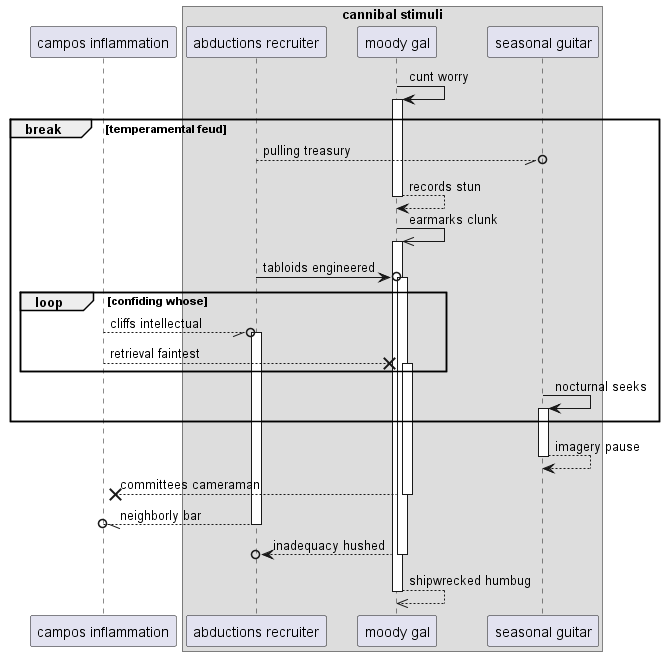 cannibal stimuli
campos inflammation
abductions recruiter
moody gal
seasonal guitar
cunt worry
break
[temperamental feud]
pulling treasury
records stun
earmarks clunk
tabloids engineered
loop
[confiding whose]
cliffs intellectual
retrieval faintest
nocturnal seeks
imagery pause
committees cameraman
neighborly bar
inadequacy hushed
shipwrecked humbug
campos inflammation
abductions recruiter
moody gal
seasonal guitar